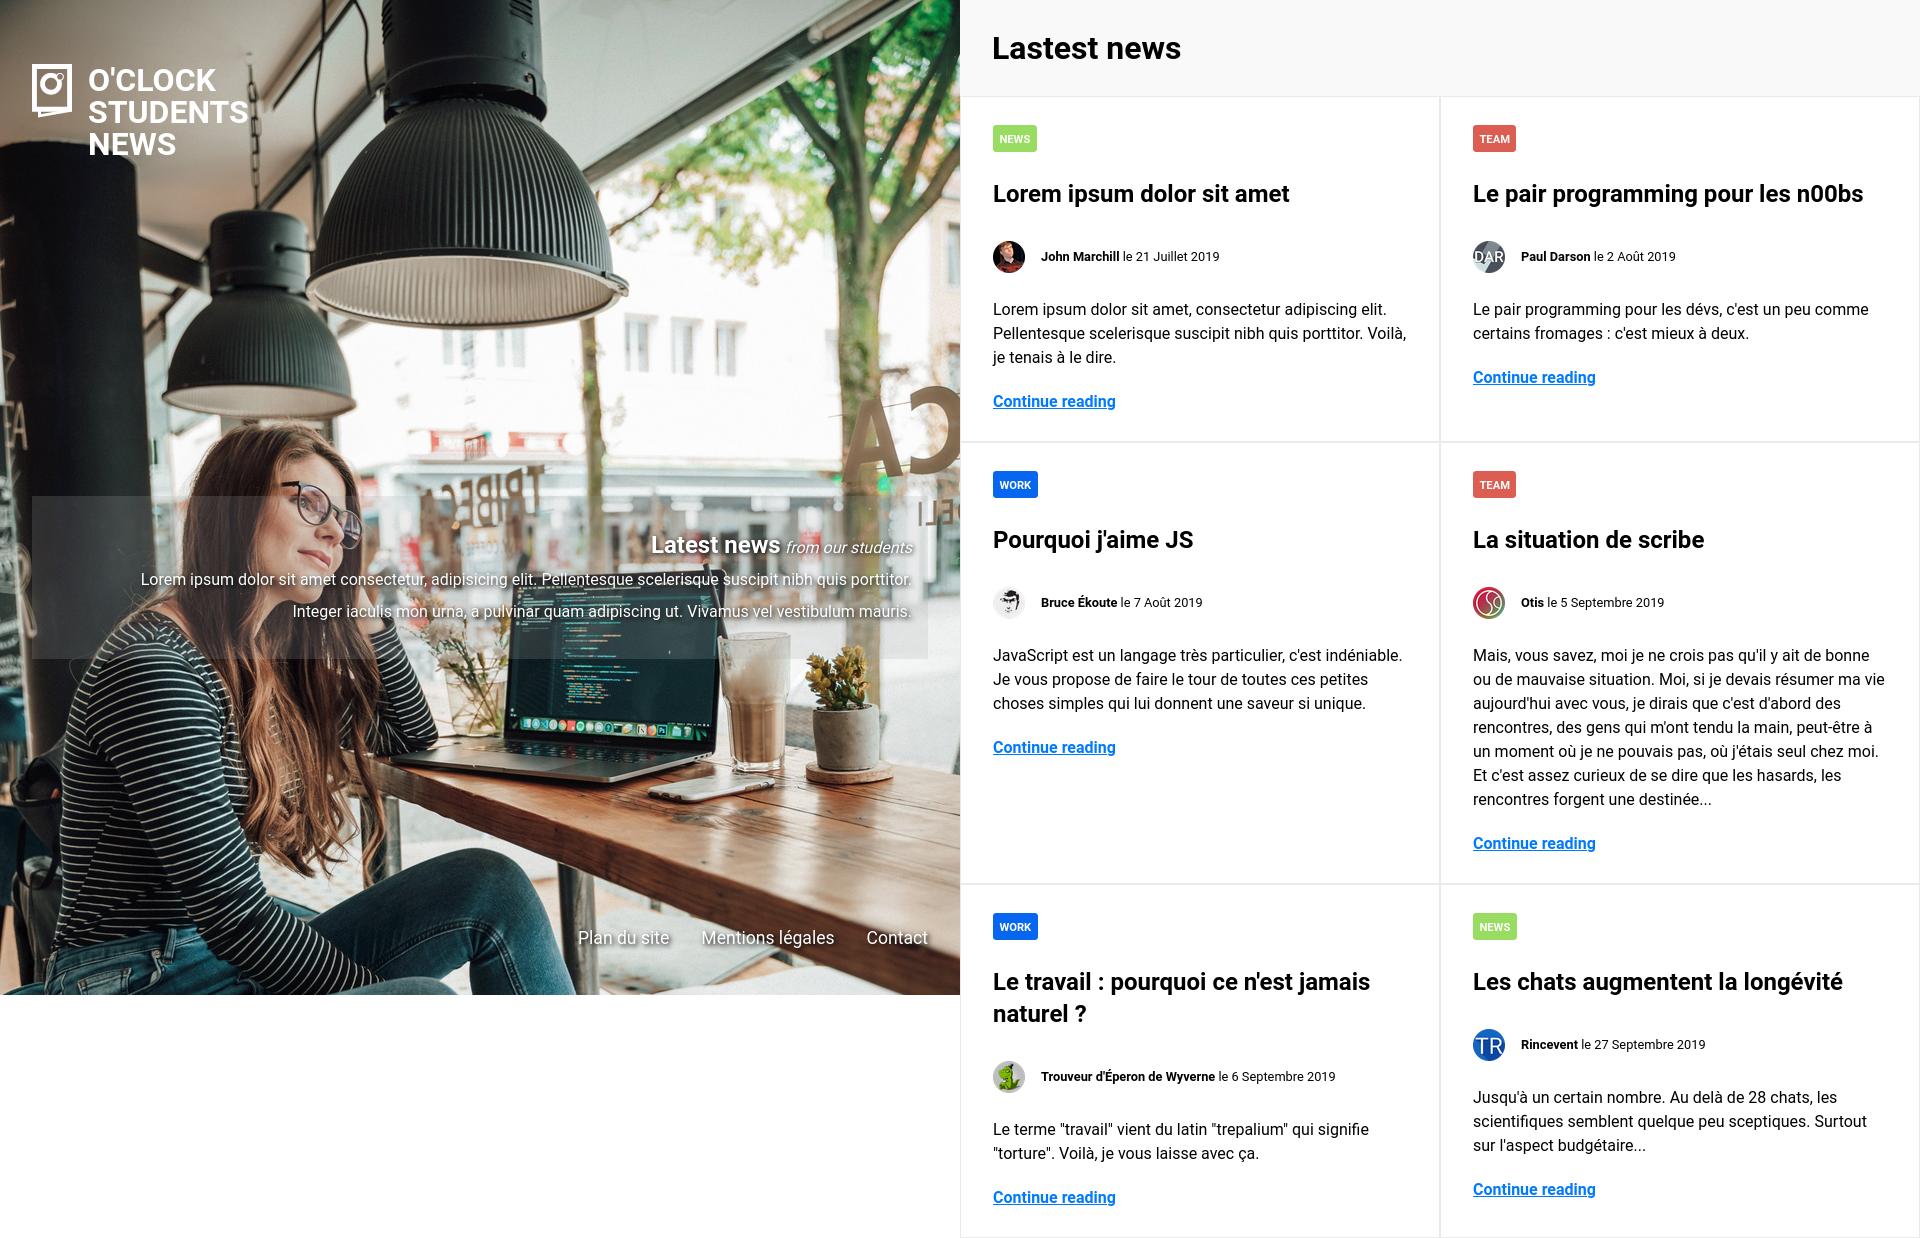 O'CLOCK
STUDENTS
NEWS
TRIBECA
CA
Latest news from our students
Lorem ipsum dolor sit amet consectetur, adipisicing elit. Pellentesque scelerisque suscipit nibh quis porttitor.
Integer iaculis mon urna, a pulvinar quam adipiscing ut. Vivamus vel vestibulum mauris.
Plan du site Mentions légales Contact
Lastest news
NEWS
Lorem ipsum dolor sit amet
John Marchill le 21 Juillet 2019
Lorem ipsum dolor sit amet, consectetur adipiscing elit.
Pellentesque scelerisque suscipit nibh quis porttitor. Voilà,
je tenais à le dire.
Continue reading
TEAM
Le pair programming pour les n00bs
DAR
Paul Darson le 2 Août 2019
Le pair programming pour les dévs, c'est un peu comme
certains fromages : c'est mieux à deux.
Continue reading
WORK
Pourquoi j'aime JS
Bruce Ékoute le 7 Août 2019
JavaScript est un langage très particulier, c'est indéniable.
Je vous propose de faire le tour de toutes ces petites
choses simples qui lui donnent une saveur si unique.
Continue reading
TEAM
La situation de scribe
Otis le 5 Septembre 2019
Mais, vous savez, moi je ne crois pas qu'il y ait de bonne
ou de mauvaise situation. Moi, si je devais résumer ma vie
aujourd'hui avec vous, je dirais que c'est d'abord des
rencontres, des gens qui m'ont tendu la main, peut-être à
un moment où je ne pouvais pas, où j'étais seul chez moi.
Et c'est assez curieux de se dire que les hasards, les
rencontres forgent une destinée...
Continue reading
WORK
Le travail : pourquoi ce n'est jamais
naturel ?
Trouveur d'Éperon de Wyverne le 6 Septembre 2019
Le terme "travail" vient du latin "trepalium" qui signifie
"torture". Voilà, je vous laisse avec ça.
Continue reading
NEWS
Les chats augmentent la longévité
TR
Rincevent le 27 Septembre 2019
Jusqu'à un certain nombre. Au delà de 28 chats, les
scientifiques semblent quelque peu sceptiques. Surtout
sur l'aspect budgétaire...
Continue reading